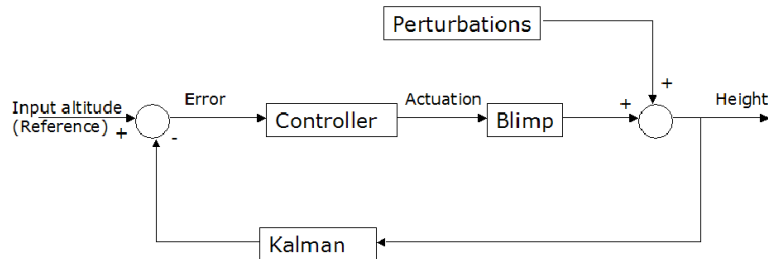 Perturbations
+
Input altitude
(Reference) +
-
Error
Controller
Actuation
Blimp
+
Height
Kalman